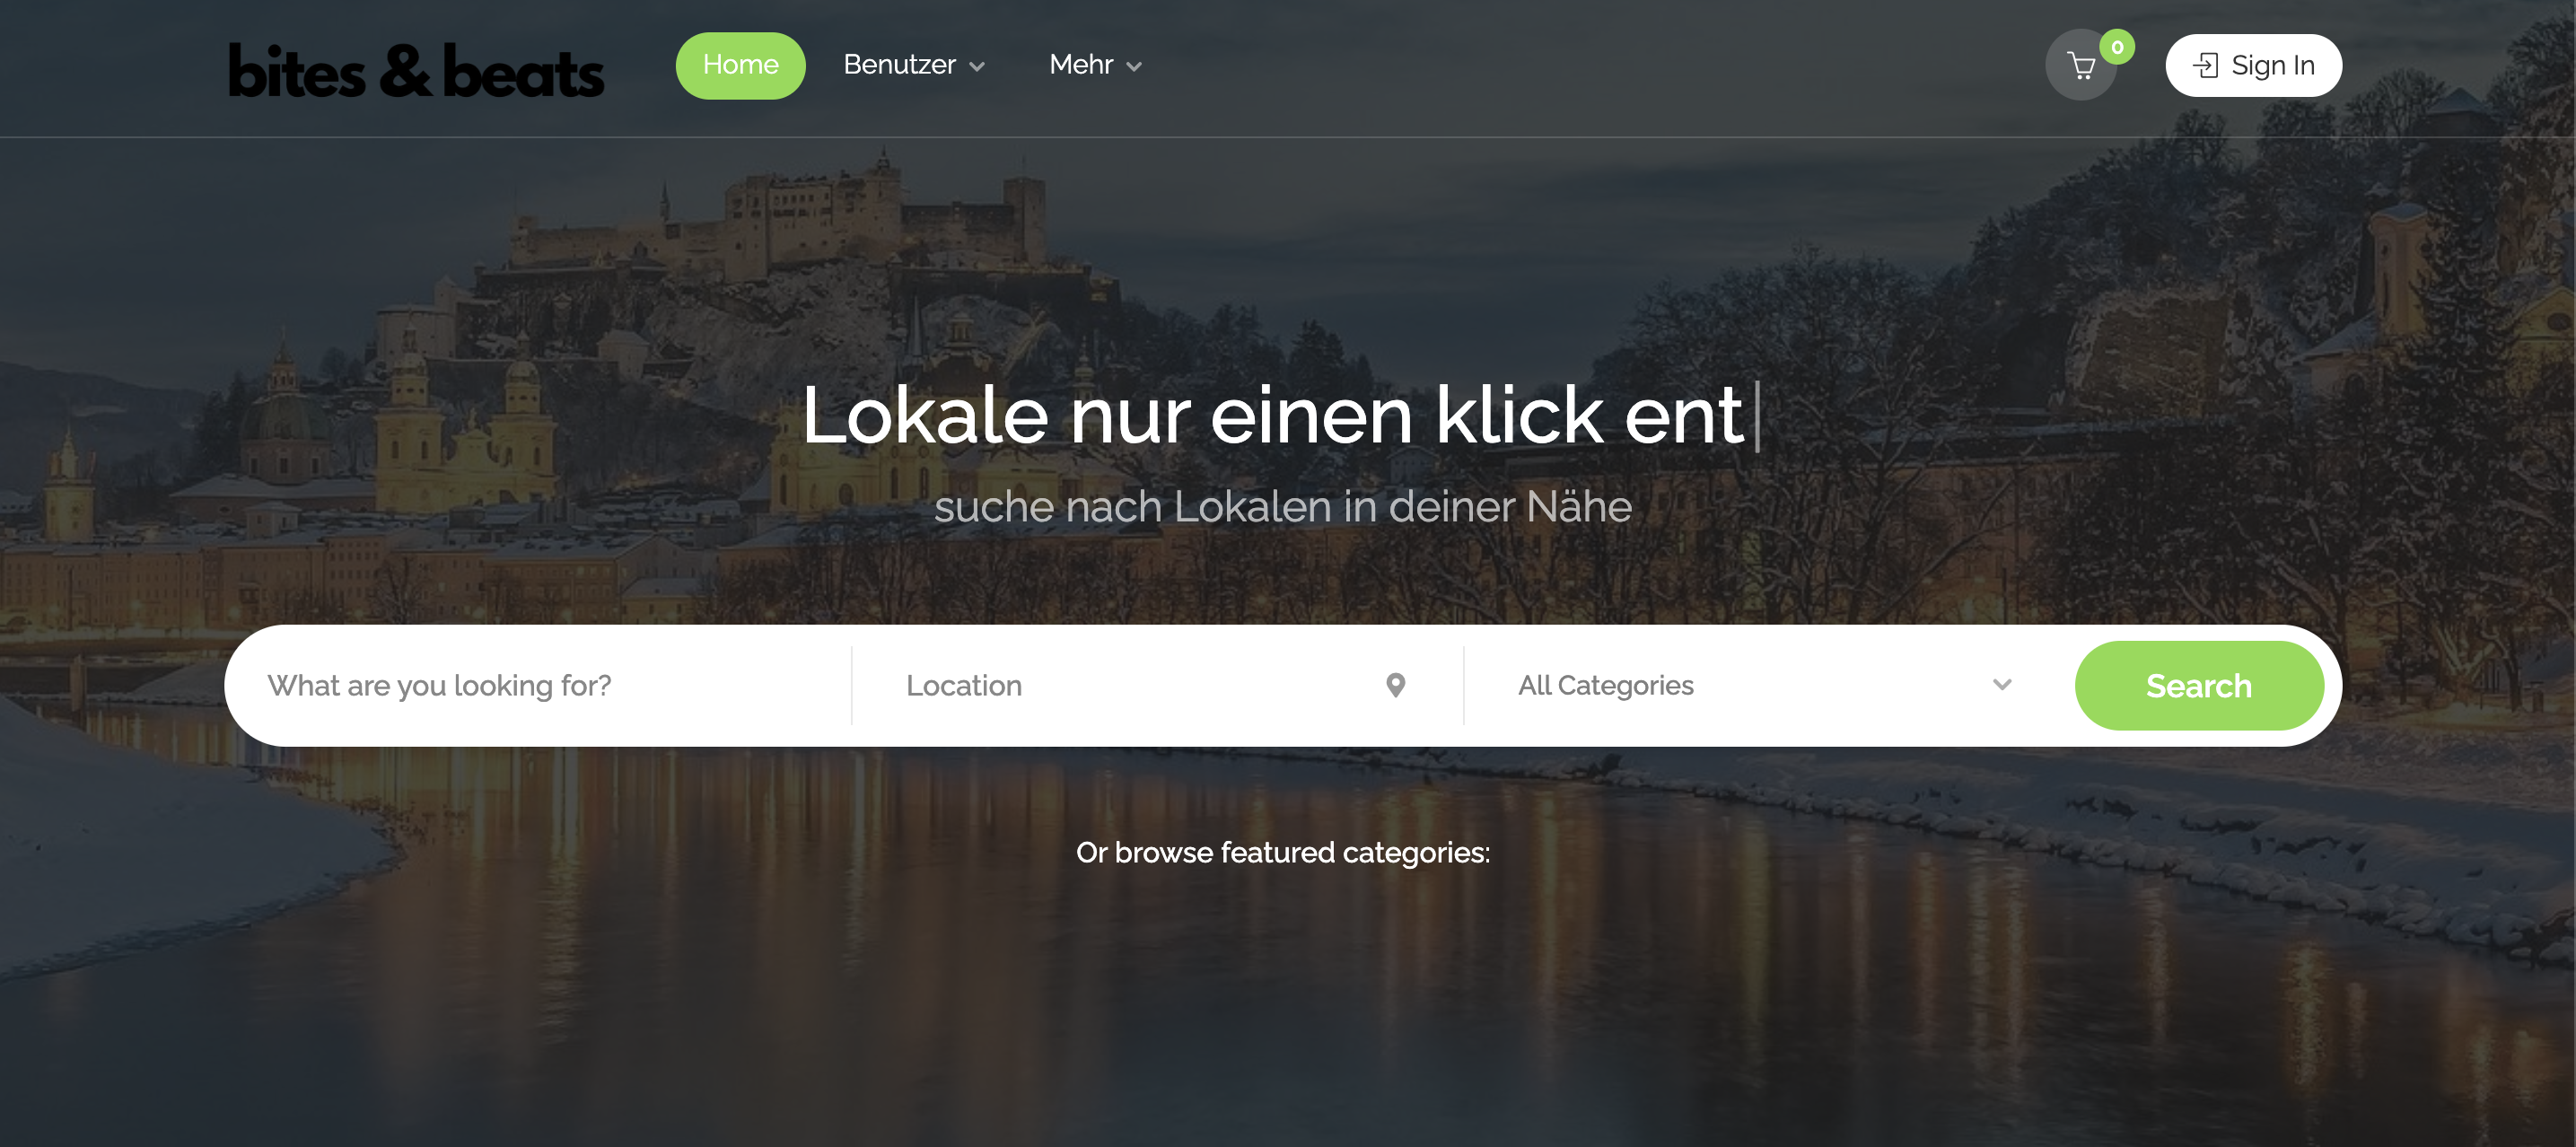 bites & beats
Home
Benutzer
Mehr
0
Sign In
Lokale nur einen klick ent
suche nach Lokalen in deiner Nähe
What are you looking for?
Location
All Categories
Search
Or browse featured categories: